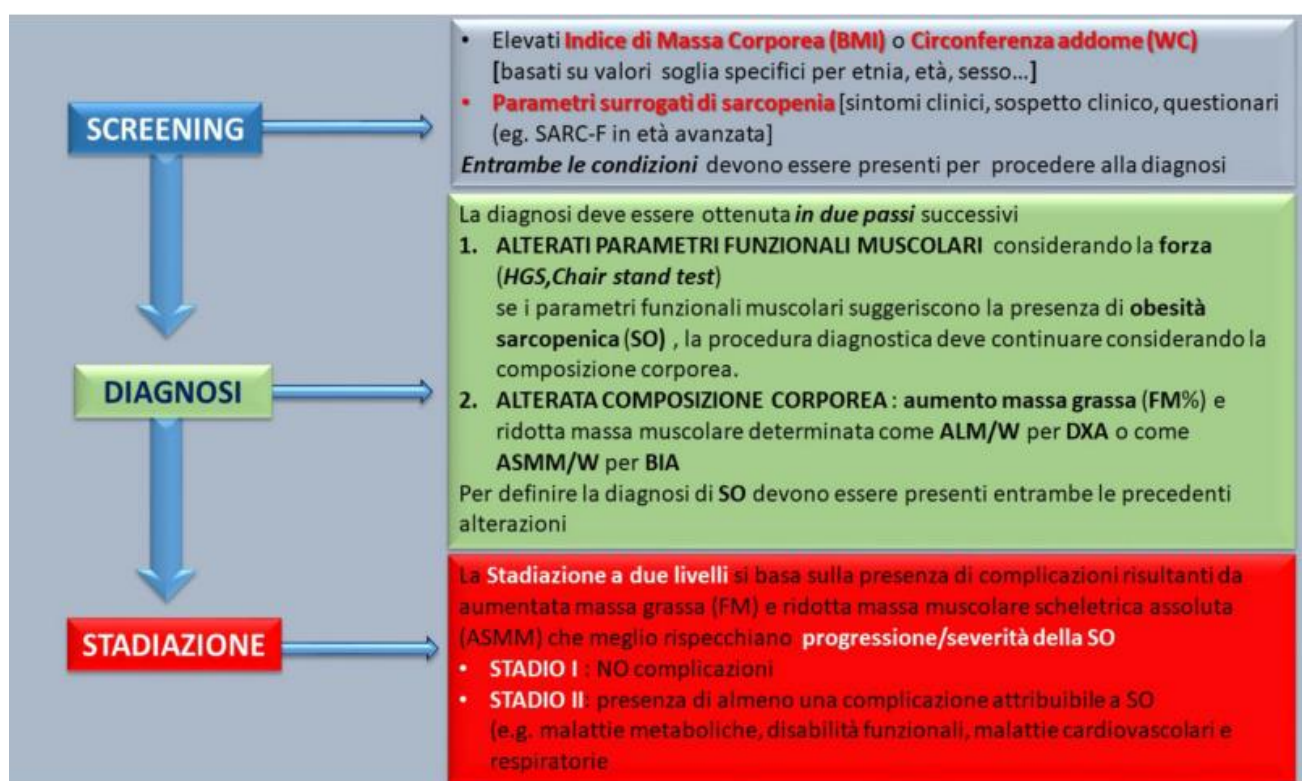 SCREENING
• Elevati Indice di Massa Corporea (BMI) o Circonferenza addome (WC)
[basati su valori soglia specifici per etnia, età, sesso...]
• Parametri surrogati di sarcopenia [sintomi clinici, sospetto clinico, questionari
(eg. SARC-F in età avanzata]
Entrambe le condizioni devono essere presenti per procedere alla diagnosi
DIAGNOSI
La diagnosi deve essere ottenuta in due passi successivi
1. ALTERATI PARAMETRI FUNZIONALI MUSCOLARI considerando la forza
(HGS,Chair stand test)
se i parametri funzionali muscolari suggeriscono la presenza di obesità
sarcopenica (SO) , la procedura diagnostica deve continuare considerando la
composizione corporea.
2. ALTERATA COMPOSIZIONE CORPOREA : aumento massa grassa (FM%) e
ridotta massa muscolare determinata come ALM/W per DXA o come
ASMM/W per BIA
Per definire la diagnosi di SO devono essere presenti entrambe le precedenti
alterazioni
STADIAZIONE
La Stadiazione a due livelli si basa sulla presenza di complicazioni risultanti da
aumentata massa grassa (FM) e ridotta massa muscolare scheletrica assoluta
(ASMM) che meglio rispecchiano progressione/severità della SO
• STADIO I : NO complicazioni
• STADIO II: presenza di almeno una complicazione attribuibile a SO
(e.g. malattie metaboliche, disabilità funzionali, malattie cardiovascolari e
respiratorie